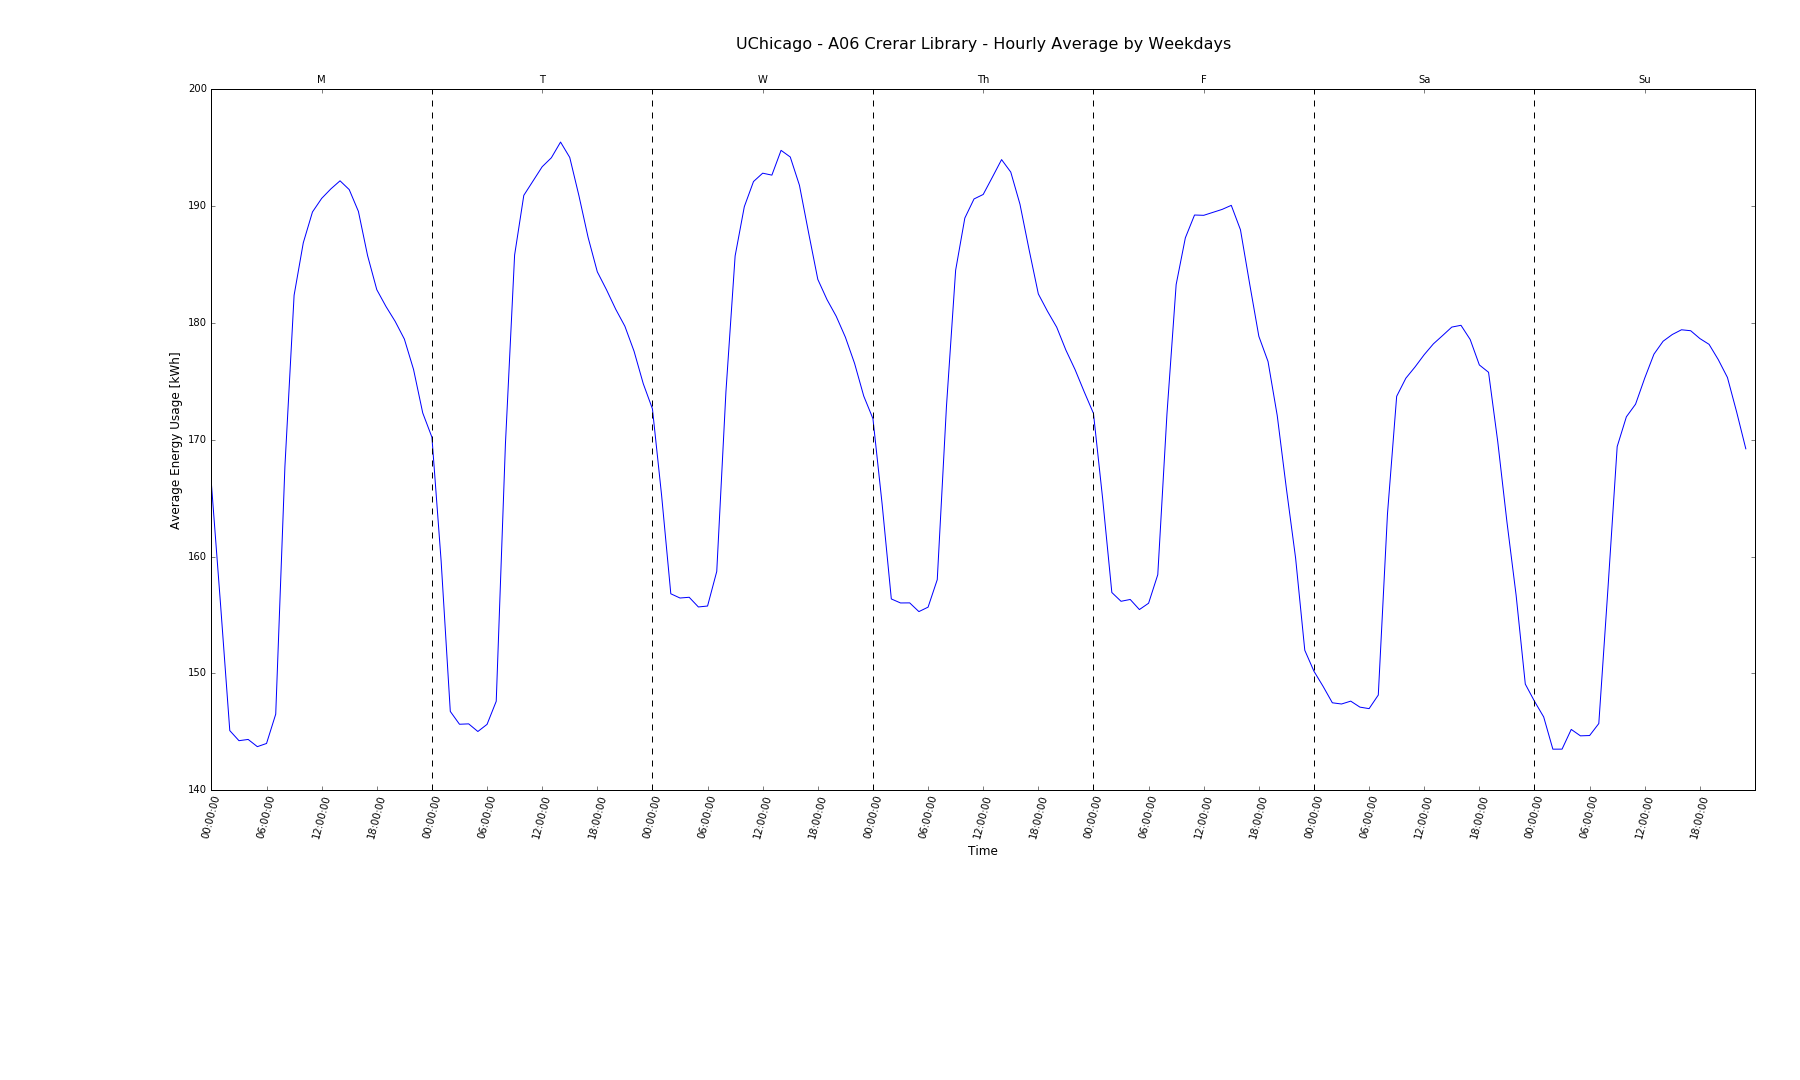 UChicago - A06 Crerar Library - Hourly Average by Weekdays
M T W Th F Sa Su
200
190
180
170
160
150
140
Average Energy Usage [kWh]
00:00:00 06:00:00 12:00:00 18:00:00 00:00:00 06:00:00 12:00:00 18:00:00 00:00:00 06:00:00 12:00:00 18:00:00 00:00:00 06:00:00 12:00:00 18:00:00 00:00:00 06:00:00 12:00:00 18:00:00 00:00:00 06:00:00 12:00:00 18:00:00 00:00:00 06:00:00 12:00:00 18:00:00
Time